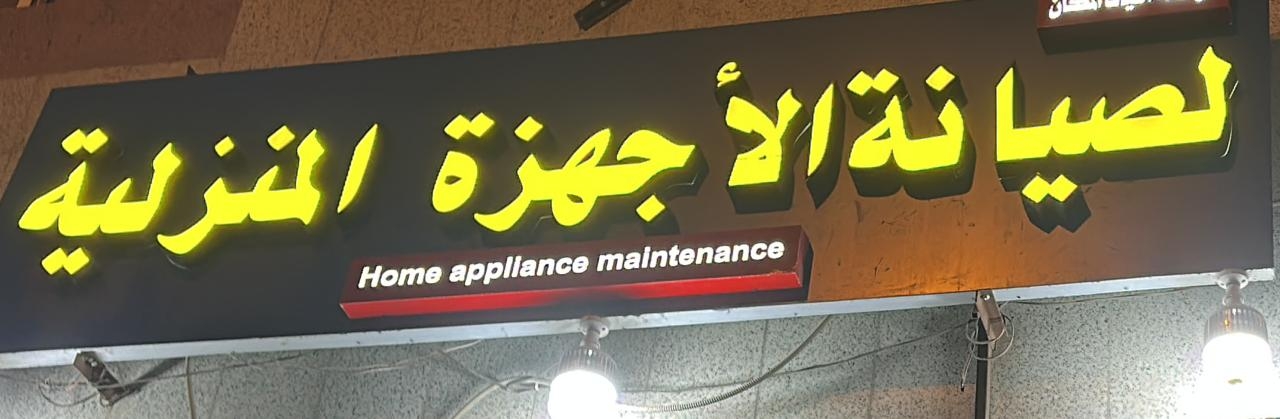 لصيانة الأجهزة المنزلية
Home appliance maintenance